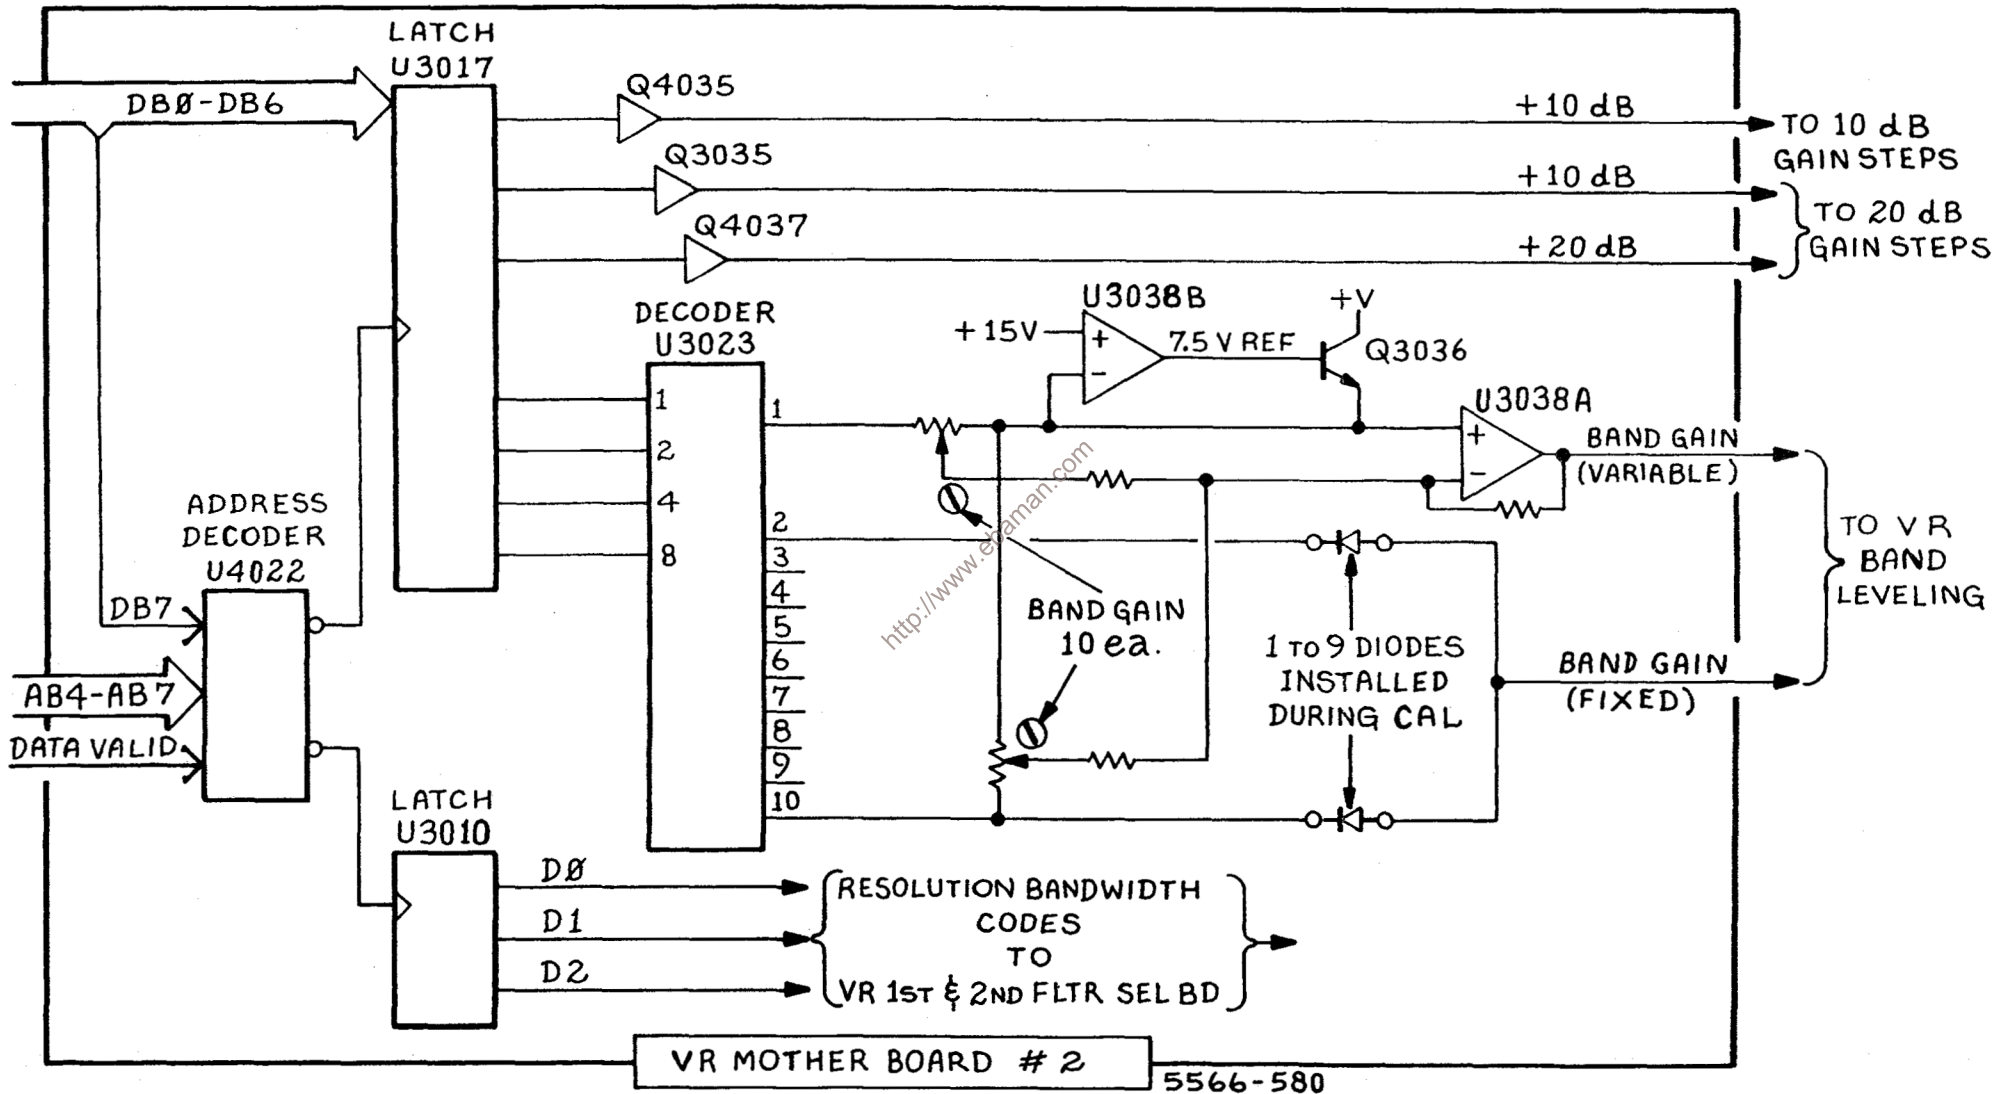 LATCH
U3017
DBØ-DB6
Q4035
+10 dB
TO 10 dB
GAIN STEPS
Q3035
+10 dB
Q4037
+20 dB
TO 20 dB
GAIN STEPS
DECODER
U3023
1
2
4
8
1
2
3
4
5
6
7
8
9
10
U3038B
+15V
+
−
7.5 V REF
+V
Q3036
U3038A
+
−
BAND GAIN
(VARIABLE)
TO VR
BAND
LEVELING
ADDRESS
DECODER
U4022
DB7
AB4-AB7
DATA VALID
BAND GAIN
10 ea.
1 TO 9 DIODES
INSTALLED
DURING CAL
BAND GAIN
(FIXED)
http://www.ebaman.com
LATCH
U3010
DØ
D1
D2
RESOLUTION BANDWIDTH
CODES
TO
VR 1ST & 2ND FLTR SEL BD
VR MOTHER BOARD # 2
5566-580